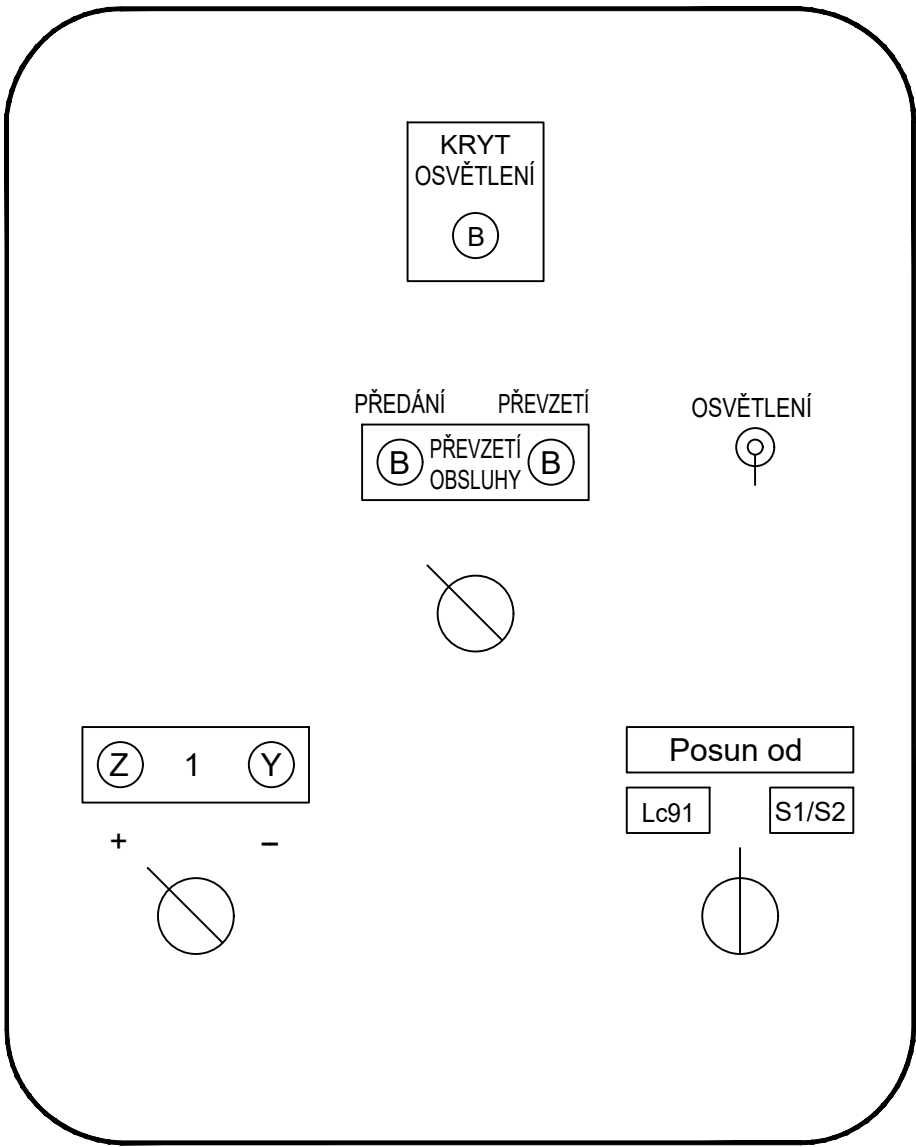 KRYT
OSVĚTLENÍ
B
PŘEDÁNÍ PŘEVZETÍ
OSVĚTLENÍ
B PŘEVZETÍ OBSLUHY B
Z 1 Y
+ –
Posun od
Lc91 S1/S2